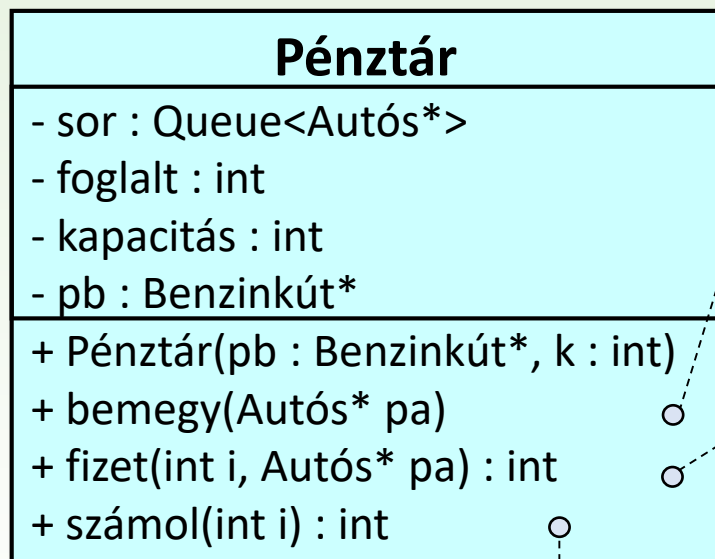 Pénztár
- sor : Queue<Autós*>
- foglalt : int
- kapacitás : int
- pb : Benzinkút*
+ Pénztár(pb : Benzinkút*, k : int)
+ bemegy(Autós* pa)
+ fizet(int i, Autós* pa) : int
+ számol(int i) : int